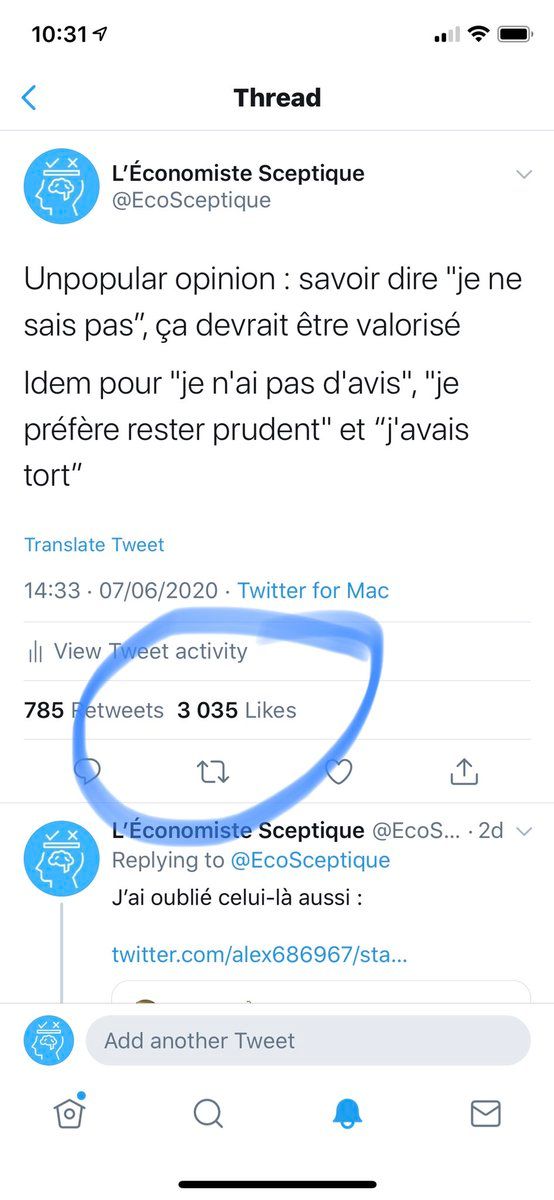 10:31
Thread
L’Économiste Sceptique
@EcoSceptique
Unpopular opinion : savoir dire "je ne
sais pas”, ça devrait être valorisé
Idem pour "je n'ai pas d'avis", "je
préfère rester prudent" et “j'avais
tort”
Translate Tweet
14:33 · 07/06/2020 · Twitter for Mac
View Tweet activity
785 Retweets 3 035 Likes
L’Économiste Sceptique @EcoS... · 2d
Replying to @EcoSceptique
J’ai oublié celui-là aussi :
twitter.com/alex686967/sta...
Add another Tweet